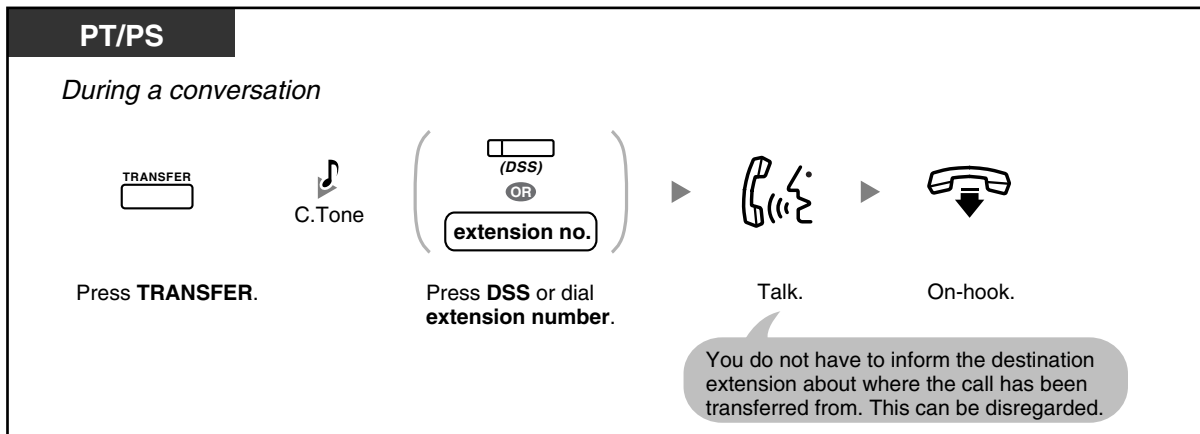 PT/PS
During a conversation
TRANSFER
C.Tone
(DSS)
OR
extension no.
Press TRANSFER.
Press DSS or dial
extension number.
Talk.
On-hook.
You do not have to inform the destination
extension about where the call has been
transferred from. This can be disregarded.